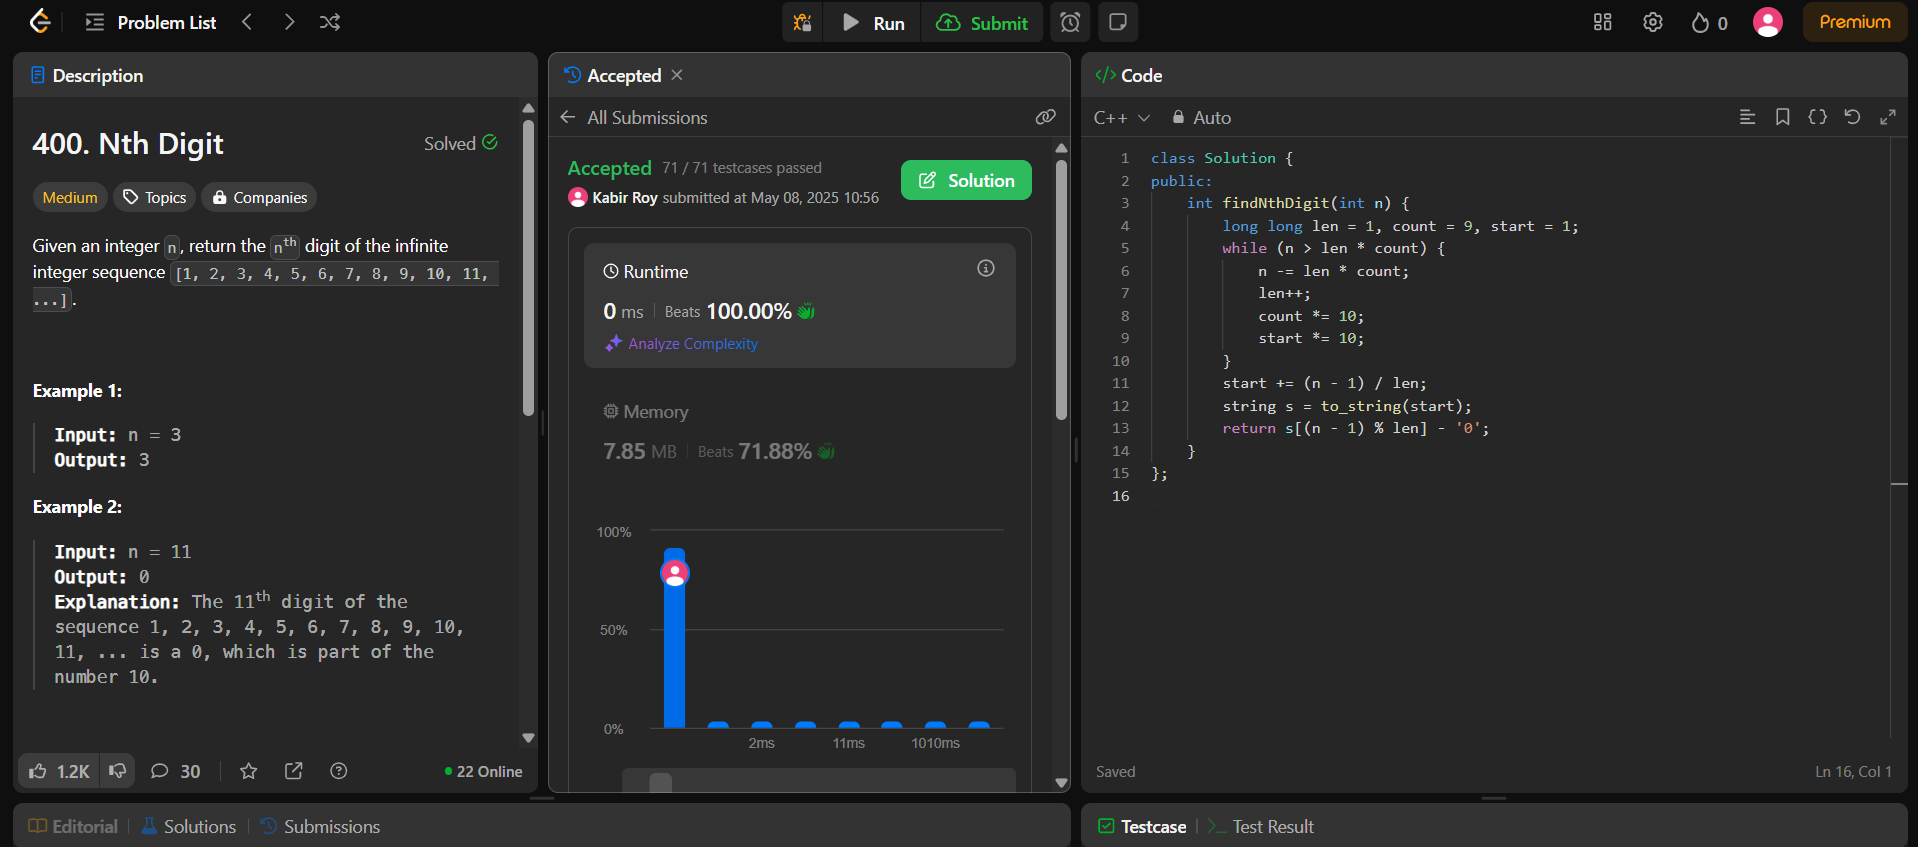 Problem List
Run
Submit
0
Premium
Description
400. Nth Digit
Solved
Medium
Topics
Companies
Given an integer n, return the nth digit of the infinite
integer sequence [1, 2, 3, 4, 5, 6, 7, 8, 9, 10, 11,
...].
Example 1:
Input: n = 3
Output: 3
Example 2:
Input: n = 11
Output: 0
Explanation: The 11th digit of the
sequence 1, 2, 3, 4, 5, 6, 7, 8, 9, 10,
11, ... is a 0, which is part of the
number 10.
1.2K
30
22 Online
Editorial
Solutions
Submissions
Accepted
All Submissions
Accepted 71 / 71 testcases passed
Kabir Roy submitted at May 08, 2025 10:56
Solution
Runtime
0 ms
Beats 100.00%
Analyze Complexity
Memory
7.85 MB
Beats 71.88%
100%
50%
0%
2ms
11ms
1010ms
</> Code
C++
Auto
1 class Solution {
2 public:
3 int findNthDigit(int n) {
4 long long len = 1, count = 9, start = 1;
5 while (n > len * count) {
6 n -= len * count;
7 len++;
8 count *= 10;
9 start *= 10;
10 }
11 start += (n - 1) / len;
12 string s = to_string(start);
13 return s[(n - 1) % len] - '0';
14 }
15 };
16
Saved
Ln 16, Col 1
Testcase
Test Result